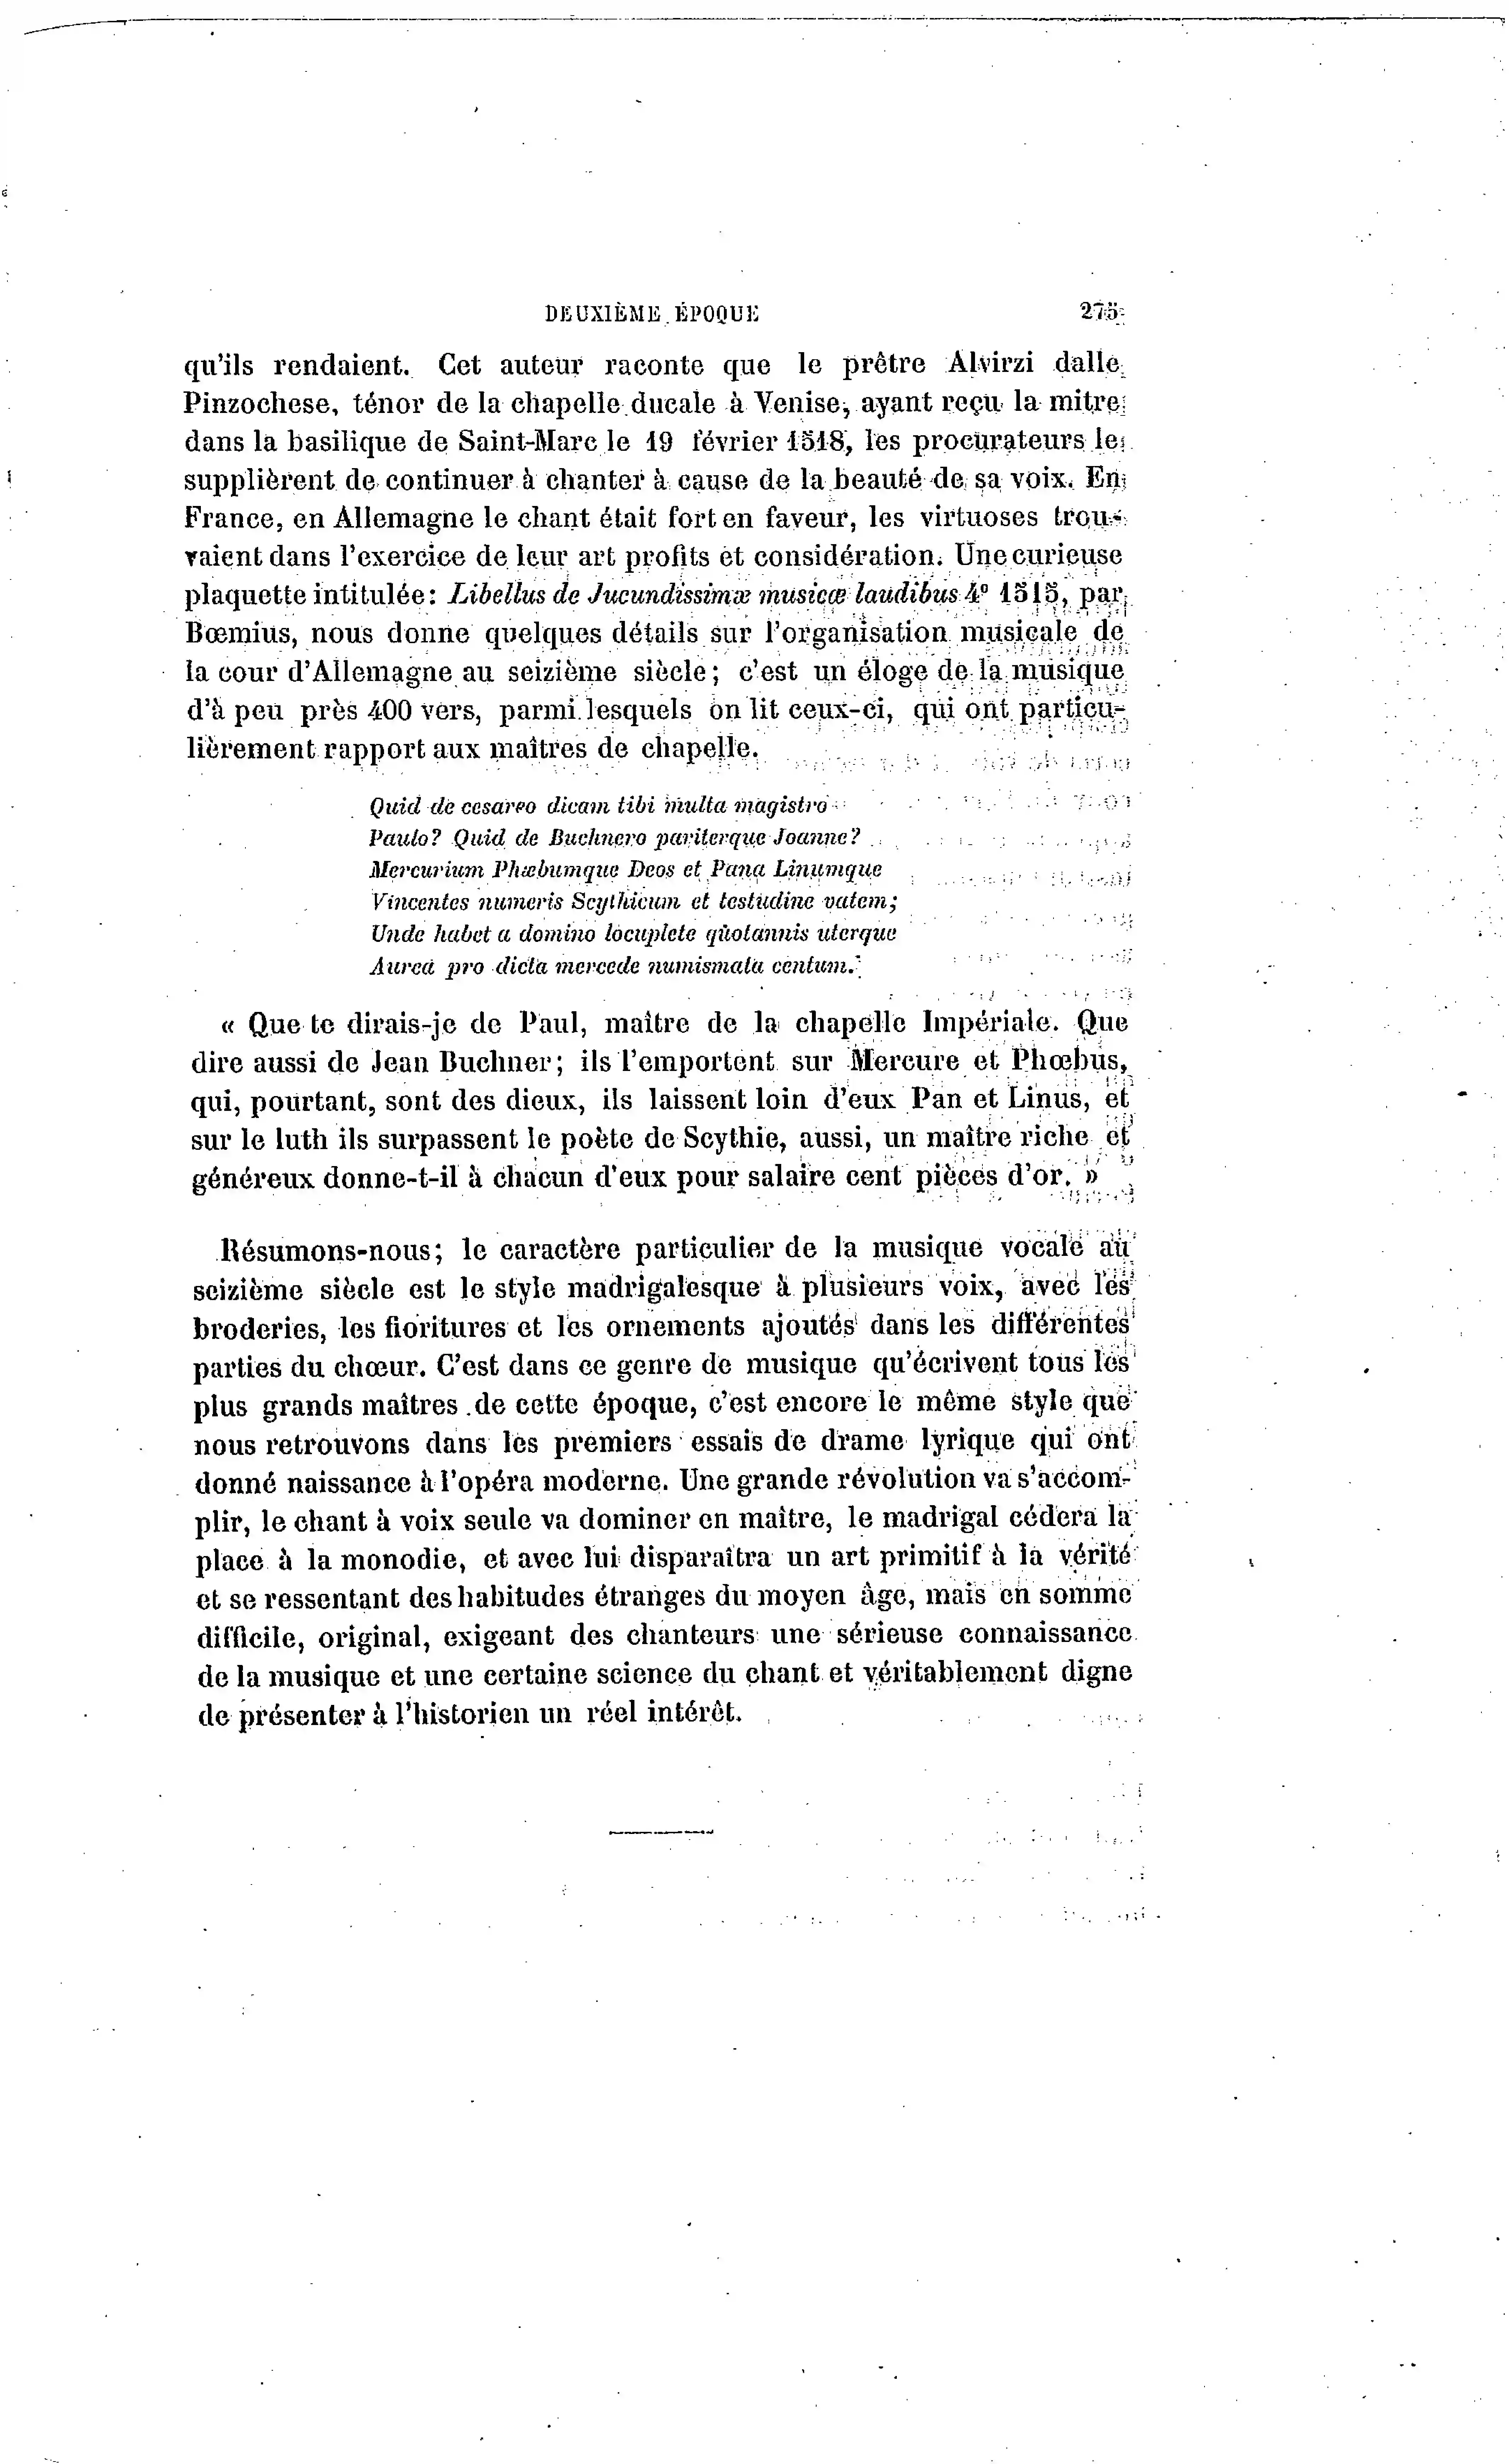 DEUXIÈME ÉPOQUE 275
qu'ils rendaient. Cet auteur raconte que le prêtre Alvirzi dalle
Pinzochese, ténor de la chapelle ducale à Venise, ayant reçu la mitre
dans la basilique de Saint-Marc le 19 février 1518, les procurateurs le
supplièrent de continuer à chanter à cause de la beauté de sa voix. En
France, en Allemagne le chant était fort en faveur, les virtuoses trou-
vaient dans l'exercice de leur art profits et considération. Une curieuse
plaquette intitulée: Libellus de Jucundissimæ musicæ laudibus 4º 1515, par
Bœmius, nous donne quelques détails sur l'organisation musicale de
la cour d'Allemagne au seizième siècle; c'est un éloge de la musique
d'à peu près 400 vers, parmi lesquels on lit ceux-ci, qui ont particu-
lièrement rapport aux maîtres de chapelle.
Quid de cesareo dicam tibi multa magistro
Paulo? Quid de Buchnero pariterque Joanne?
Mercurium Phœbumque Deos et Pana Linumque
Vincentes numeris Scythicum et testudine vatem;
Unde habet a domino locuplete quotannis uterque
Aurea pro dicta mercede numismata centum.
« Que te dirais-je de Paul, maître de la chapelle Impériale. Que
dire aussi de Jean Buchner; ils l'emportent sur Mercure et Phœbus,
qui, pourtant, sont des dieux, ils laissent loin d'eux Pan et Linus, et
sur le luth ils surpassent le poète de Scythie, aussi, un maître riche et
généreux donne-t-il à chacun d'eux pour salaire cent pièces d'or. »
Résumons-nous; le caractère particulier de la musique vocale au
seizième siècle est le style madrigalesque à plusieurs voix, avec les
broderies, les fioritures et les ornements ajoutés dans les différentes
parties du chœur. C'est dans ce genre de musique qu'écrivent tous les
plus grands maîtres de cette époque, c'est encore le même style que
nous retrouvons dans les premiers essais de drame lyrique qui ont
donné naissance à l'opéra moderne. Une grande révolution va s'accom-
plir, le chant à voix seule va dominer en maître, le madrigal cédera la
place à la monodie, et avec lui disparaîtra un art primitif à la vérité
et se ressentant des habitudes étranges du moyen âge, mais en somme
difficile, original, exigeant des chanteurs une sérieuse connaissance
de la musique et une certaine science du chant et véritablement digne
de présenter à l'historien un réel intérêt.